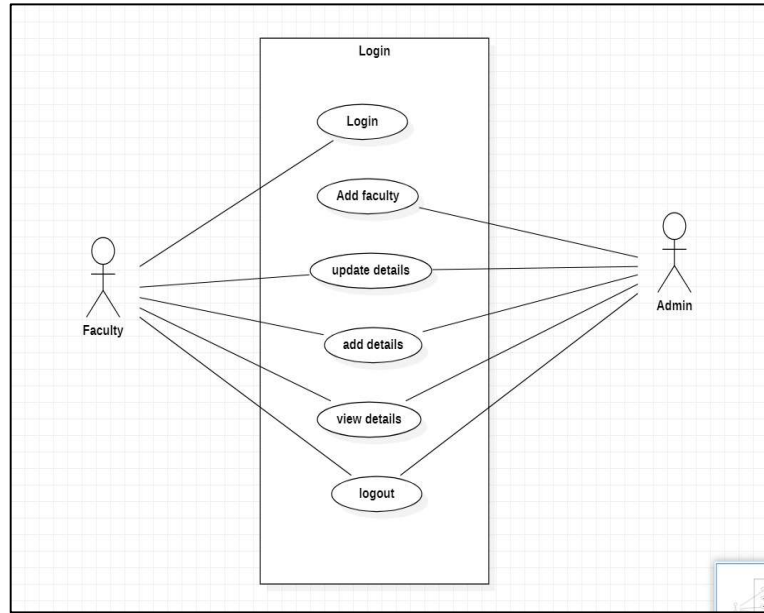 Login
Login
Add faculty
update details
add details
view details
logout
Faculty
Admin